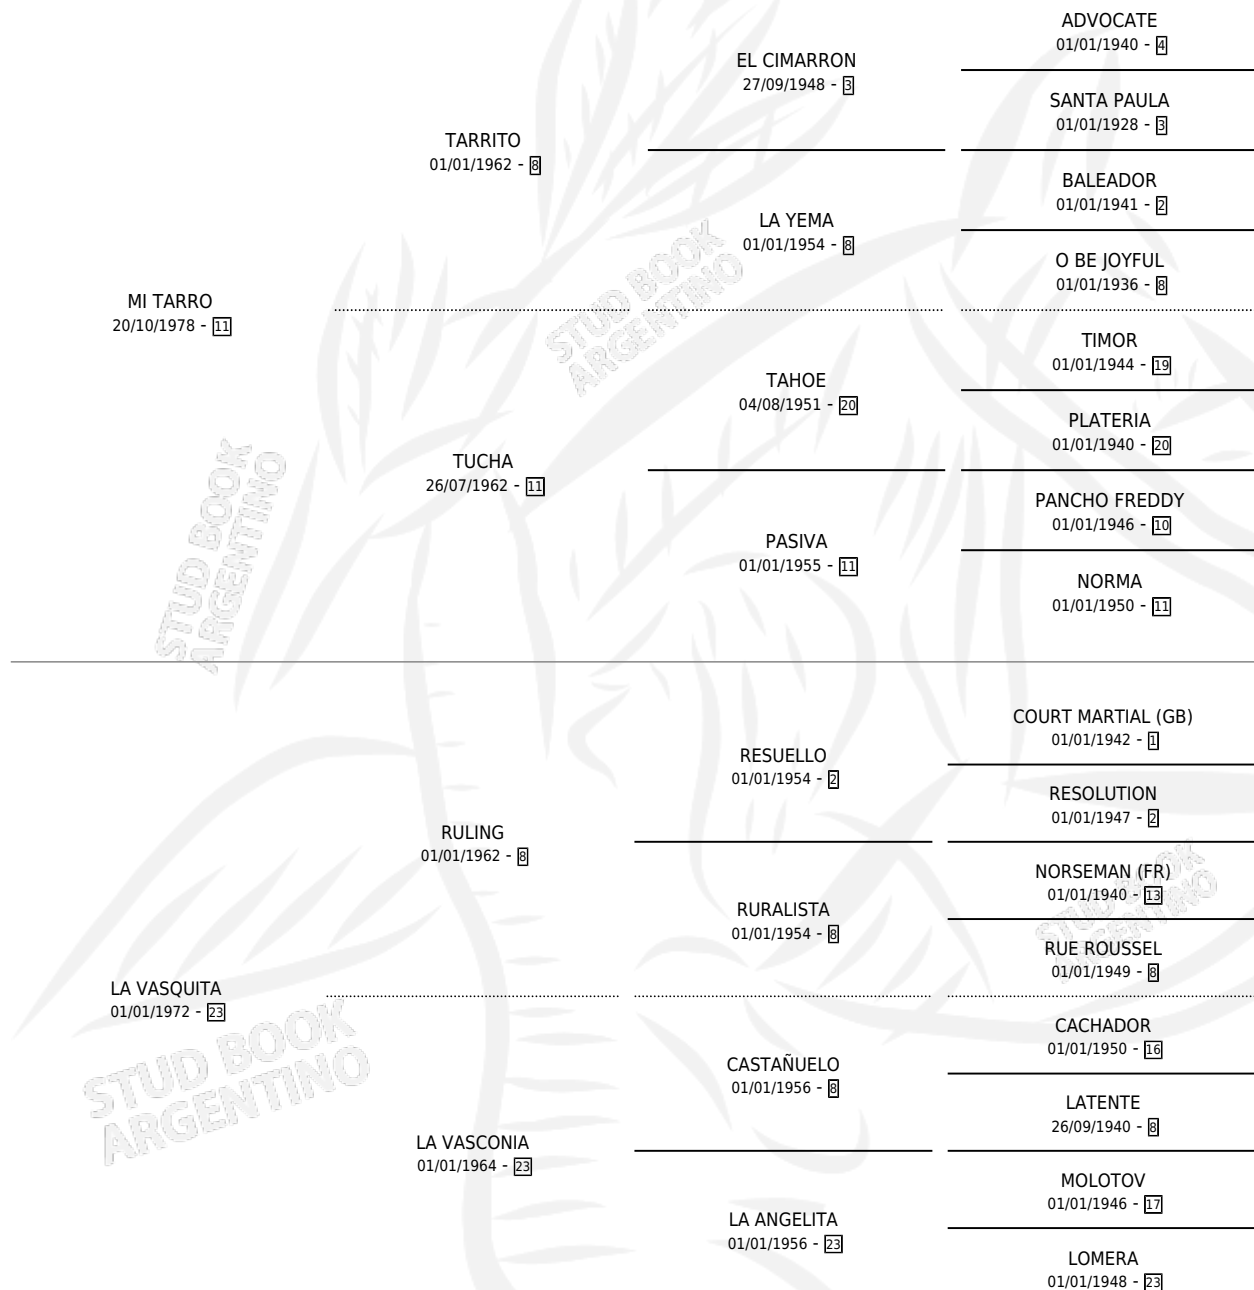 ADVOCATE
01/01/1940 - 4
EL CIMARRON
27/09/1948 - 3
SANTA PAULA
01/01/1928 - 3
TARRITO
01/01/1962 - 8
BALEADOR
01/01/1941 - 2
LA YEMA
01/01/1954 - 8
O BE JOYFUL
01/01/1936 - 8
MI TARRO
20/10/1978 - 11
TIMOR
01/01/1944 - 19
TAHOE
04/08/1951 - 20
PLATERIA
01/01/1940 - 20
TUCHA
26/07/1962 - 11
PANCHO FREDDY
01/01/1946 - 10
PASIVA
01/01/1955 - 11
NORMA
01/01/1950 - 11
COURT MARTIAL (GB)
01/01/1942 - 1
RESUELLO
01/01/1954 - 2
RESOLUTION
01/01/1947 - 2
RULING
01/01/1962 - 8
NORSEMAN (FR)
01/01/1940 - 13
RURALISTA
01/01/1954 - 8
RUE ROUSSEL
01/01/1949 - 8
LA VASQUITA
01/01/1972 - 23
CACHADOR
01/01/1950 - 16
CASTAÑUELO
01/01/1956 - 8
LATENTE
26/09/1940 - 8
LA VASCONIA
01/01/1964 - 23
MOLOTOV
01/01/1946 - 17
LA ANGELITA
01/01/1956 - 23
LOMERA
01/01/1948 - 23
STUD BOOK
ARGENTINO
STUD BOOK
ARGENTINO
STUD BOOK
ARGENTINO
STUD BOOK
ARGENTINO